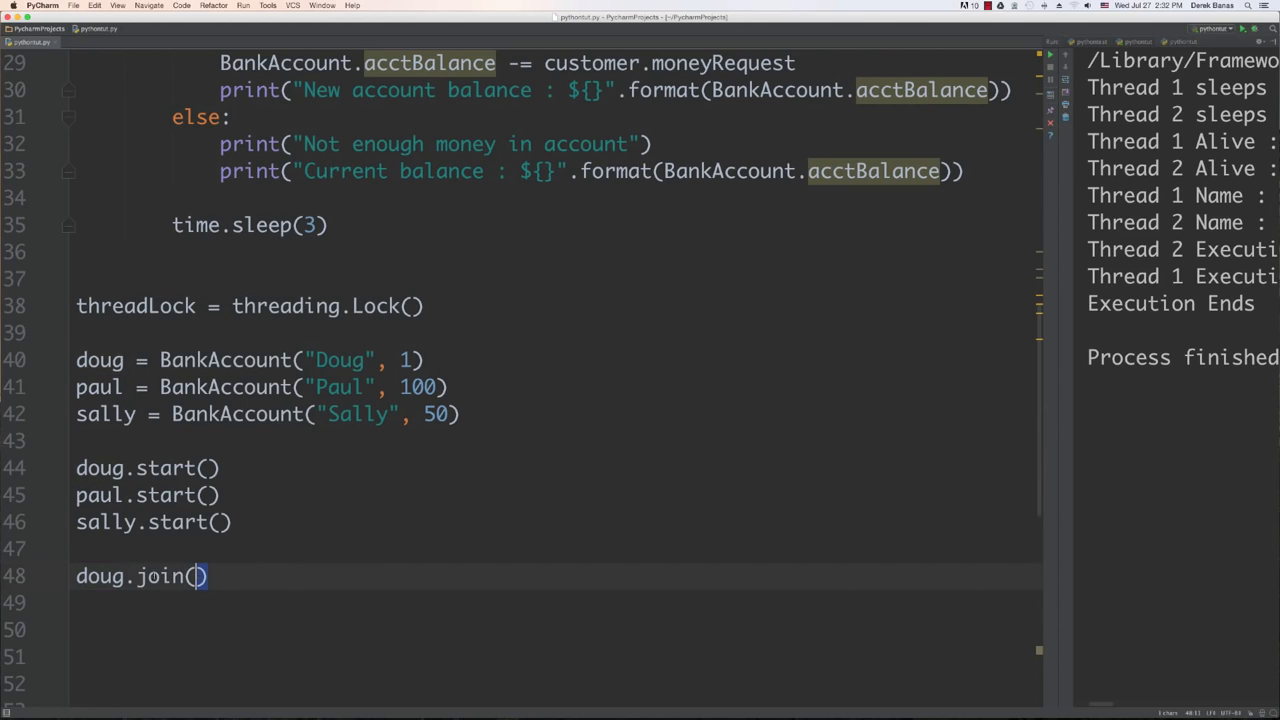 PyCharm File Edit View Navigate Code Refactor Run Tools VCS Window Help
10 Wed Jul 27 2:32 PM Derek Banas
pythontut.py - PycharmProjects - [~/PycharmProjects]
PycharmProjects pythontut.py pythontut
pythontut.py
Run pythontut pythontut pythontut
29 BankAccount.acctBalance -= customer.moneyRequest
30 print("New account balance : ${}".format(BankAccount.acctBalance))
31 else:
32 print("Not enough money in account")
33 print("Current balance : ${}".format(BankAccount.acctBalance))
34
35 time.sleep(3)
36
37
38 threadLock = threading.Lock()
39
40 doug = BankAccount("Doug", 1)
41 paul = BankAccount("Paul", 100)
42 sally = BankAccount("Sally", 50)
43
44 doug.start()
45 paul.start()
46 sally.start()
47
48 doug.join()
49
50
51
52
53
/Library/Framewo
Thread 1 sleeps
Thread 2 sleeps
Thread 1 Alive :
Thread 2 Alive :
Thread 1 Name :
Thread 2 Name :
Thread 2 Executi
Thread 1 Executi
Execution Ends
Process finished